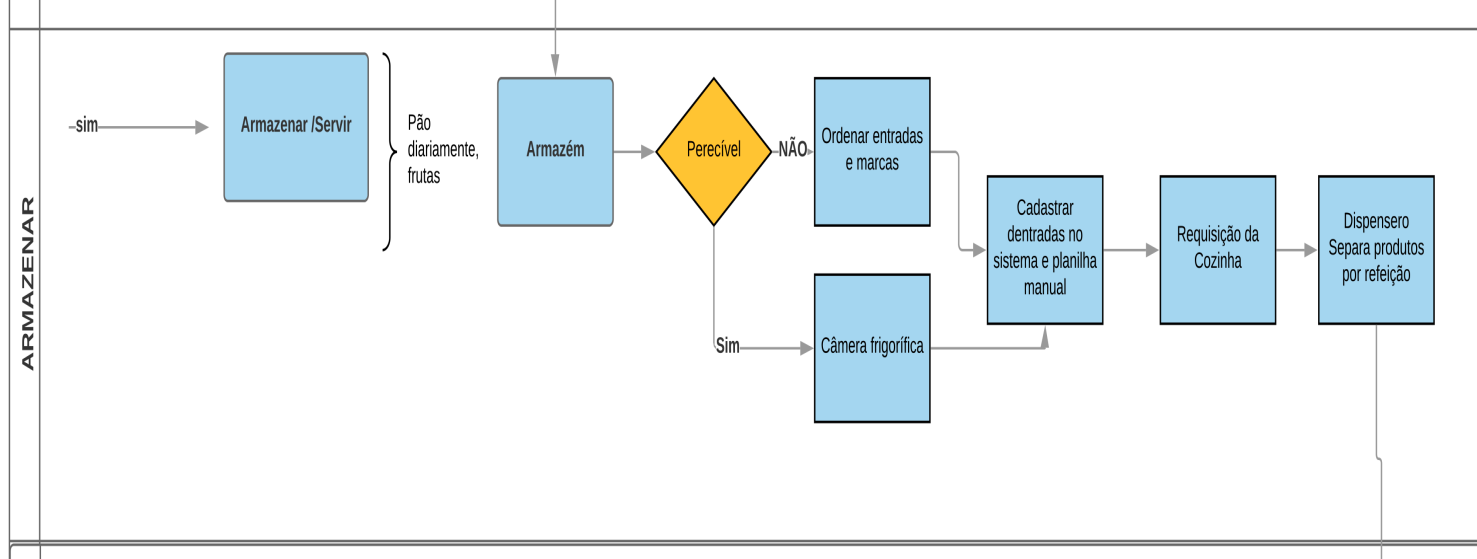 ARMAZENAR
sim
Armazenar /Servir
Pão
diariamente,
frutas
Armazém
Perecível
NÃO
Ordenar entradas
e marcas
Sim
Câmera frigorífica
Cadastrar
dentradas no
sistema e planilha
manual
Requisição da
Cozinha
Dispensero
Separa produtos
por refeição